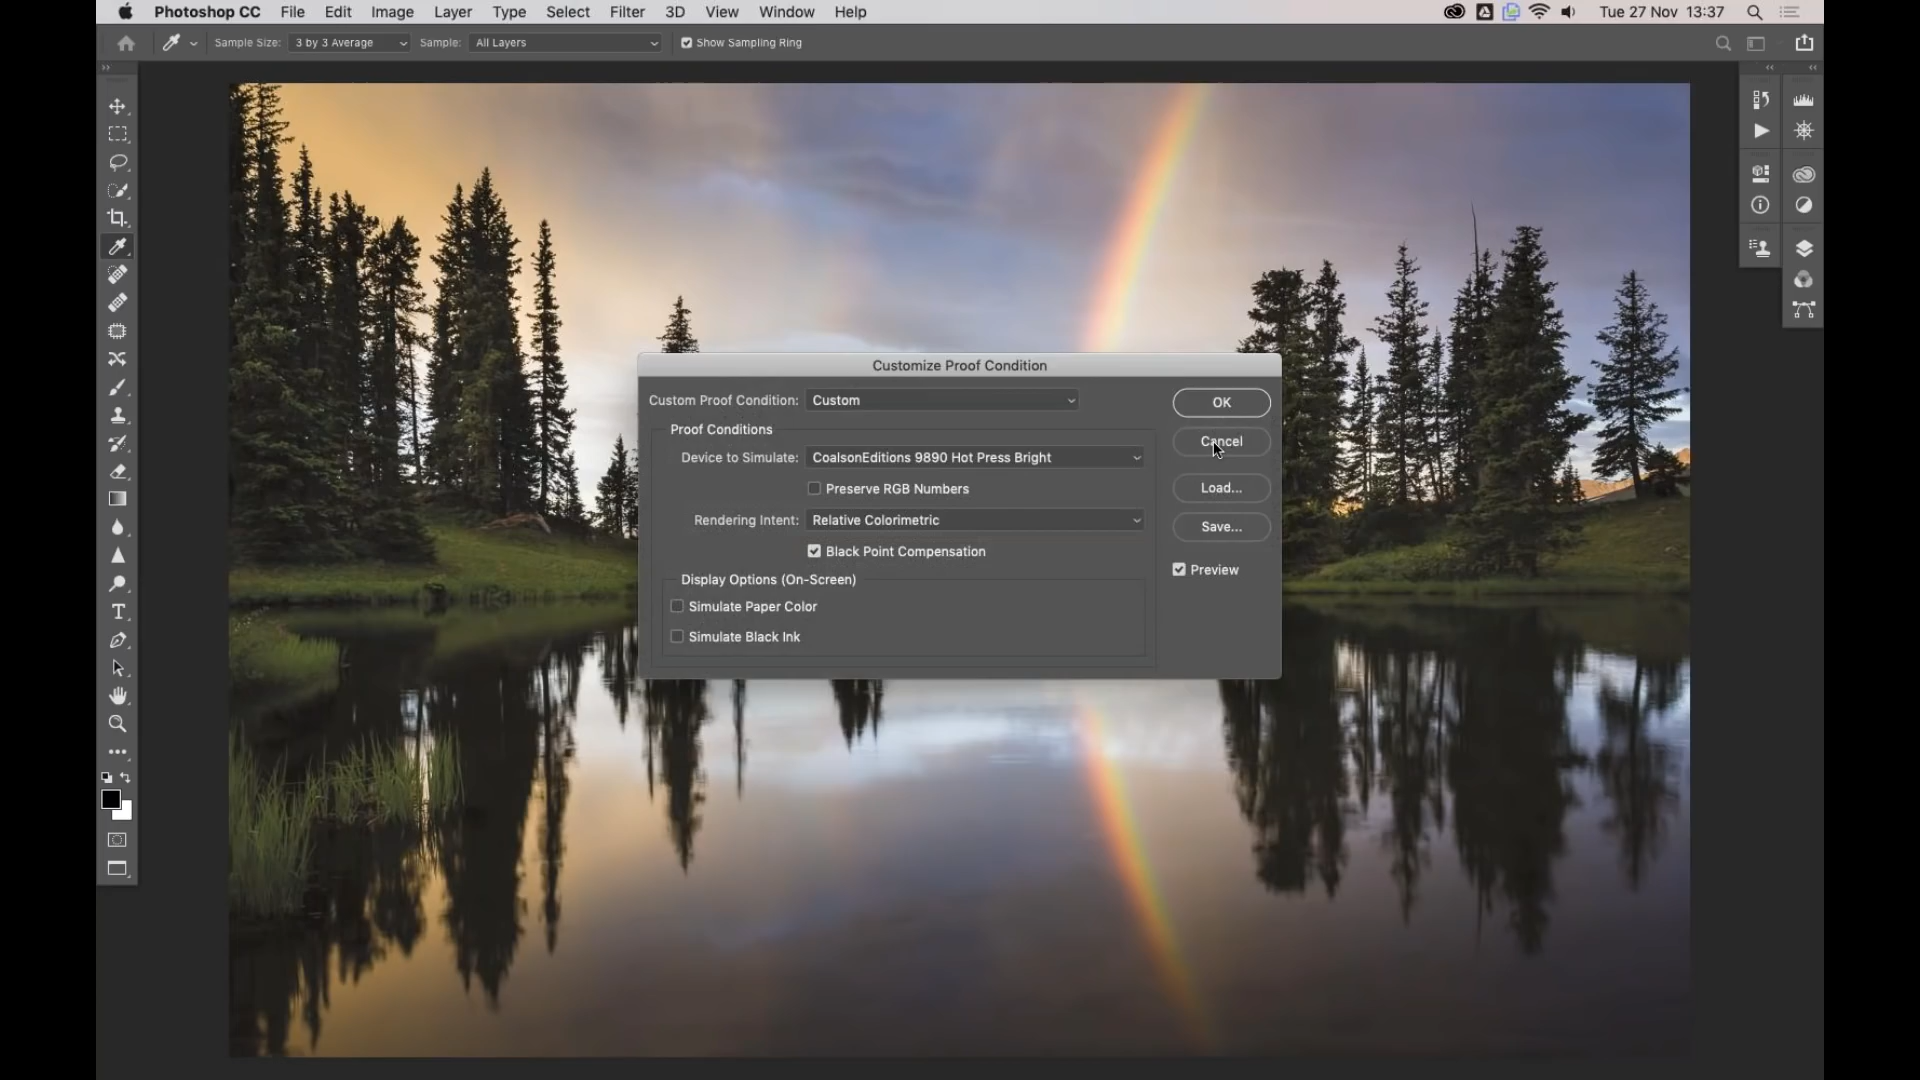 Photoshop CC File Edit Image Layer Type Select Filter 3D View Window Help Tue 27 Nov 13:37
Sample Size: 3 by 3 Average Sample: All Layers Show Sampling Ring
Customize Proof Condition
Custom Proof Condition: Custom
OK
Proof Conditions
Cancel
Device to Simulate: CoalsonEditions 9890 Hot Press Bright
Preserve RGB Numbers
Load...
Rendering Intent: Relative Colorimetric
Save...
Black Point Compensation
Preview
Display Options (On-Screen)
Simulate Paper Color
Simulate Black Ink